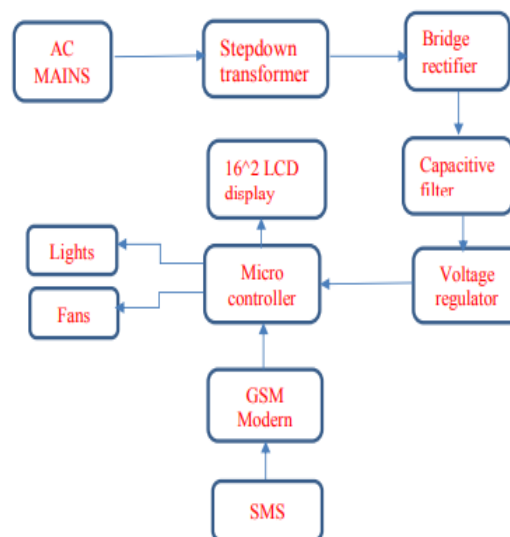 AC
MAINS
Stepdown
transformer
Bridge
rectifier
16^2 LCD
display
Capacitive
filter
Lights
Micro
controller
Voltage
regulator
Fans
GSM
Modern
SMS